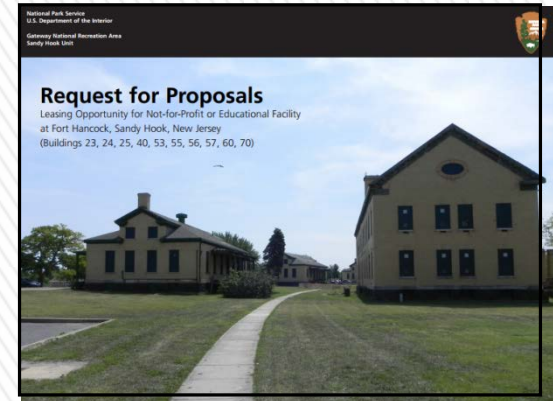 National Park Service
U.S. Department of the Interior
Gateway National Recreation Area
Sandy Hook Unit
Request for Proposals
Leasing Opportunity for Not-for-Profit or Educational Facility
at Fort Hancock, Sandy Hook, New Jersey
(Buildings 23, 24, 25, 40, 53, 55, 56, 57, 60, 70)